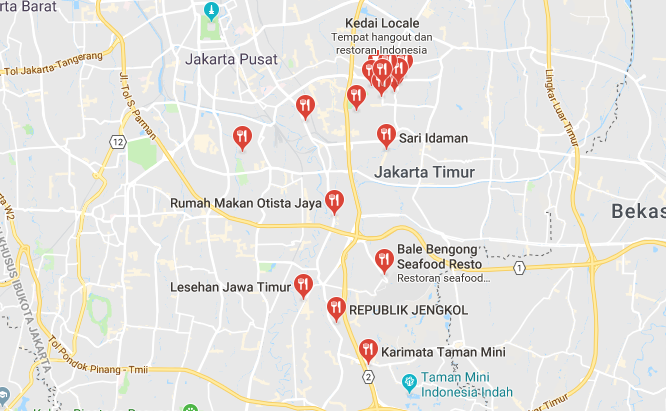 karta Barat
Jakarta Pusat
Kedai Locale
Tempat hangout dan
restoran Indonesia
Tol Jakarta-Tangerang
Jl. Tol S. Parman
Lingkar Luar Timur
12
Sari Idaman
Jakarta Timur
Rumah Makan Otista Jaya
Bekas
W2
KHUSUS IBUKOTA JAKARTA
Bale Bengong
Seafood Resto
Restoran seafood...
1
Lesehan Jawa Timur
REPUBLIK JENGKOL
Tol Pondok Pinang - Tmii
Karimata Taman Mini
2
Taman Mini
Indonesia Indah